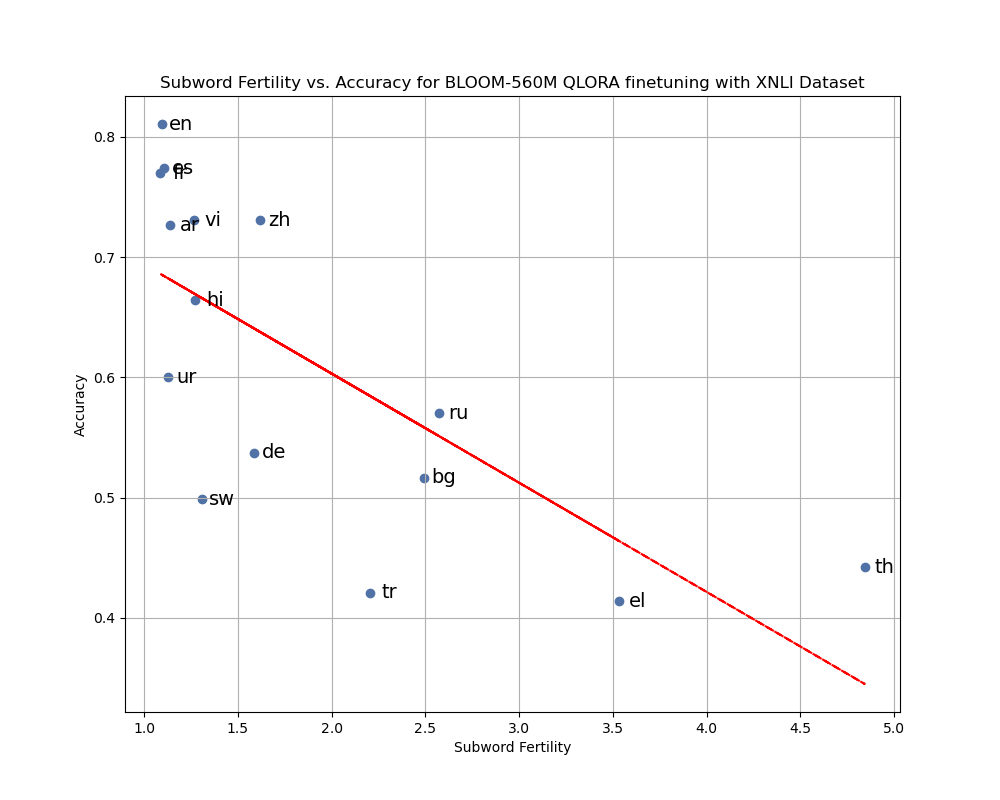 Subword Fertility vs. Accuracy for BLOOM-560M QLORA finetuning with XNLI Dataset
en
0.8
es
fr
vi
zh
ar
0.7
hi
0.6
ur
ru
Accuracy
de
bg
0.5
sw
th
tr
el
0.4
1.0 1.5 2.0 2.5 3.0 3.5 4.0 4.5 5.0
Subword Fertility